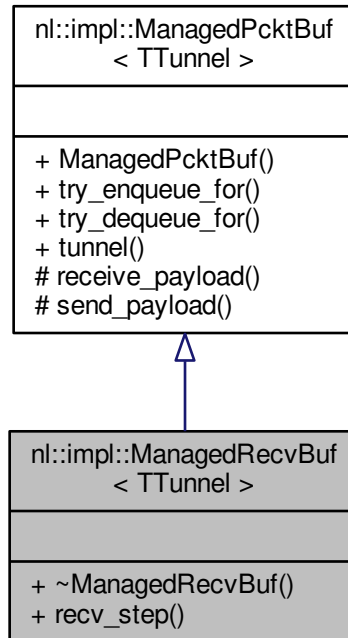 nl::impl::ManagedPcktBuf
< TTunnel >
+ ManagedPcktBuf()
+ try_enqueue_for()
+ try_dequeue_for()
+ tunnel()
# receive_payload()
# send_payload()
nl::impl::ManagedRecvBuf
< TTunnel >
+ ~ManagedRecvBuf()
+ recv_step()